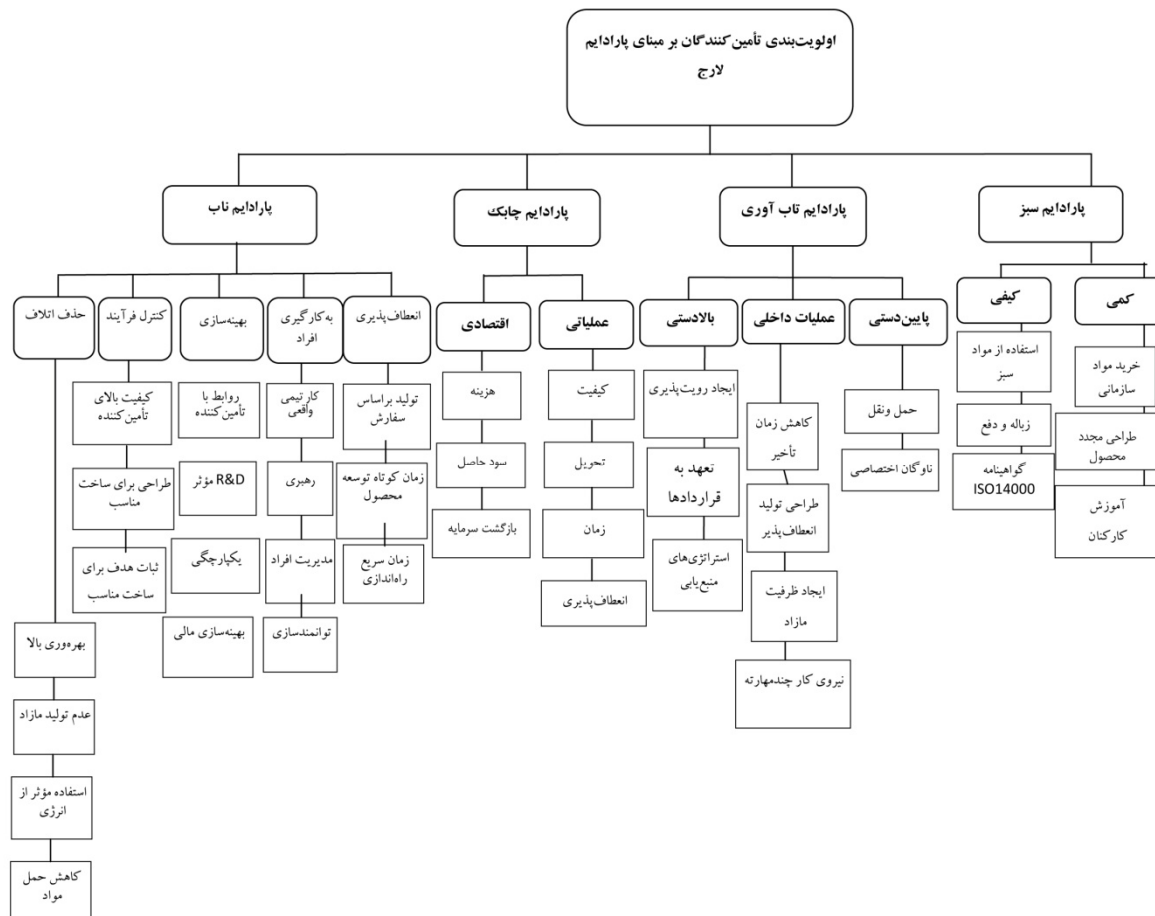 اولویت‌بندی تأمین‌کنندگان بر مبنای پارادایم
لارج
پارادایم سبز
پارادایم تاب آوری
پارادایم چابک
پارادایم ناب
کمی
کیفی
پایین‌دستی
عملیات داخلی
بالادستی
عملیاتی
اقتصادی
انعطاف‌پذیری
به‌کارگیری
افراد
بهینه‌سازی
کنترل فرآیند
حذف اتلاف
خرید مواد
سازمانی
طراحی مجدد
محصول
آموزش
کارکنان
استفاده از مواد
سبز
زباله و دفع
گواهینامه
ISO14000
حمل ونقل
ناوگان اختصاصی
کاهش زمان
تأخیر
طراحی تولید
انعطاف‌پذیر
ایجاد ظرفیت
مازاد
نیروی کار چندمهارته
ایجاد رویت‌پذیری
تعهد به
قراردادها
استراتژی‌های
منبع‌یابی
کیفیت
تحویل
زمان
انعطاف‌پذیری
هزینه
سود حاصل
بازگشت سرمایه
تولید براساس
سفارش
زمان کوتاه توسعه
محصول
زمان سریع
راه‌اندازی
کار تیمی
واقعی
رهبری
مدیریت افراد
توانمندسازی
روابط با
تأمین‌کننده
R&D مؤثر
یکپارچگی
بهینه‌سازی مالی
کیفیت بالای
تأمین‌کننده
طراحی برای ساخت
مناسب
ثبات هدف برای
ساخت مناسب
بهره‌وری بالا
عدم تولید مازاد
استفاده مؤثر از
انرژی
کاهش حمل
مواد